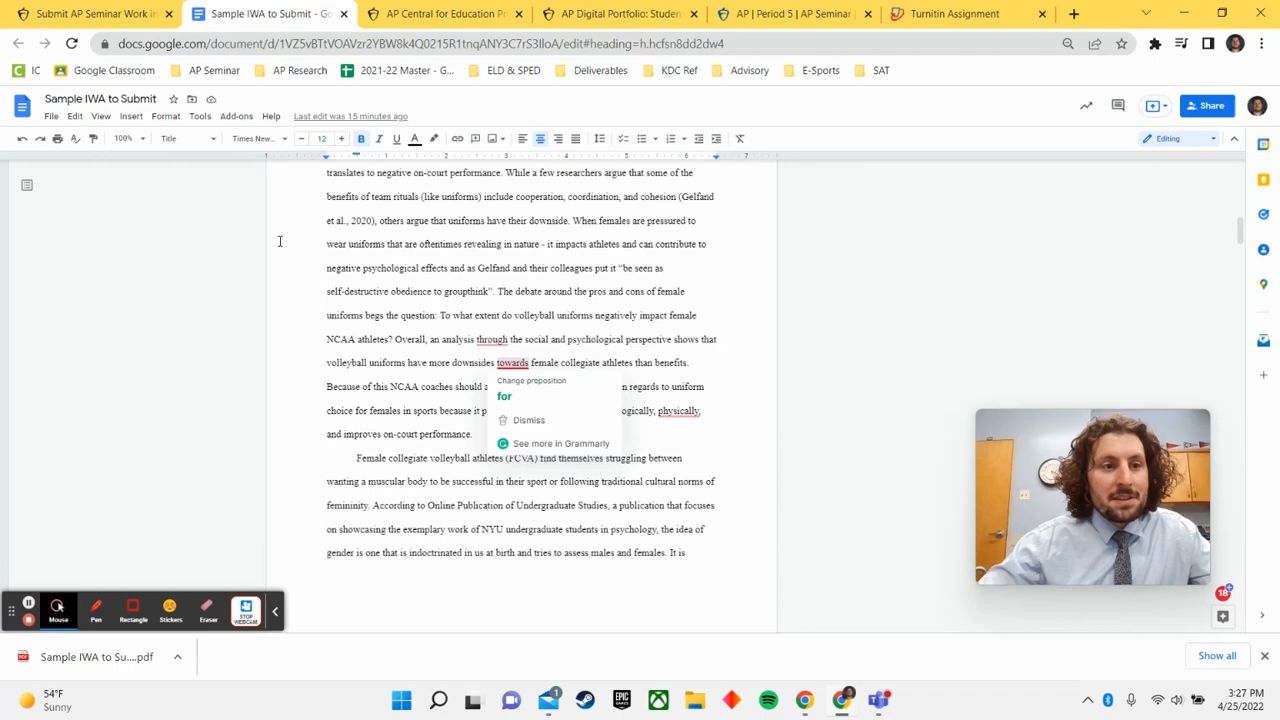 Submit AP Seminar Work in
Sample IWA to Submit - Go
AP Central for Education P
AP Digital Portfolio: Studen
AP | Period 5 | AP Seminar |
Turnitin Assignment
IC
Google Classroom
AP Seminar
AP Research
2021-22 Master - G...
ELD & SPED
Deliverables
KDC Ref
Advisory
E-Sports
SAT
Sample IWA to Submit
File Edit View Insert Format Tools Add-ons Help Last edit was 15 minutes ago
Share
100% Title Times New... 12 Editing
translates to negative on-court performance. While a few researchers argue that some of the
benefits of team rituals (like uniforms) include cooperation, coordination, and cohesion (Gelfand
et al., 2020), others argue that uniforms have their downside. When females are pressured to
wear uniforms that are oftentimes revealing in nature - it impacts athletes and can contribute to
negative psychological effects and as Gelfand and their colleagues put it “be seen as
self-destructive obedience to groupthink”. The debate around the pros and cons of female
uniforms begs the question: To what extent do volleyball uniforms negatively impact female
NCAA athletes? Overall, an analysis through the social and psychological perspective shows that
volleyball uniforms have more downsides towards female collegiate athletes than benefits.
Because of this NCAA coaches should a
n regards to uniform
choice for females in sports because it p
ogically, physically,
and improves on-court performance.
Change preposition
for
Dismiss
See more in Grammarly
Female collegiate volleyball athletes (FCVA) find themselves struggling between
wanting a muscular body to be successful in their sport or following traditional cultural norms of
femininity. According to Online Publication of Undergraduate Studies, a publication that focuses
on showcasing the exemplary work of NYU undergraduate students in psychology, the idea of
gender is one that is indoctrinated in us at birth and tries to assess males and females. It is
18
Mouse Pen Rectangle Stickers Eraser STOP WEBCAM
Sample IWA to Su....pdf
Show all
54°F
Sunny
EPIC GAMES
3:27 PM
4/25/2022